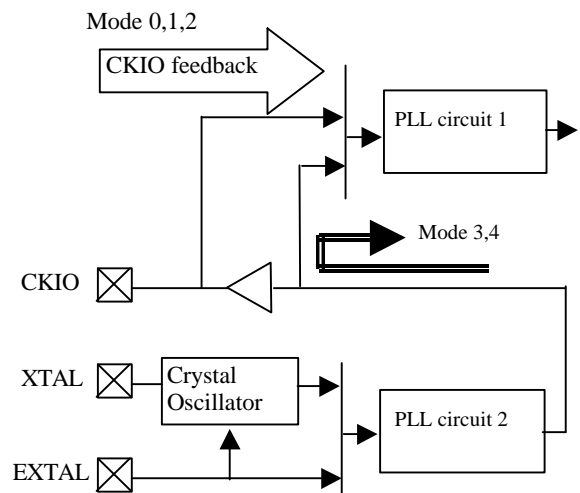 Mode 0,1,2
CKIO feedback
PLL circuit 1
Mode 3,4
CKIO
XTAL
Crystal
Oscillator
PLL circuit 2
EXTAL